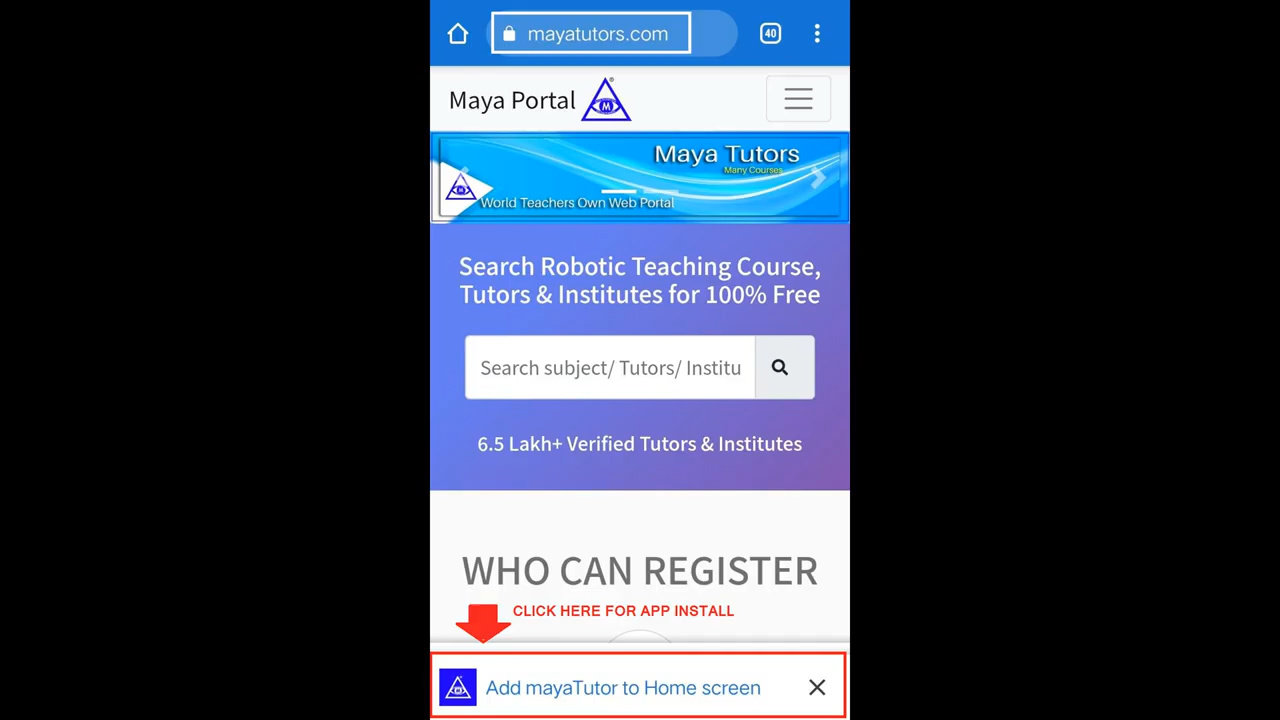 mayatutors.com
40
Maya Portal
M
Maya Tutors
Many Courses
M
World Teachers Own Web Portal
Search Robotic Teaching Course,
Tutors & Institutes for 100% Free
Search subject/ Tutors/ Institu
6.5 Lakh+ Verified Tutors & Institutes
WHO CAN REGISTER
CLICK HERE FOR APP INSTALL
M
Add mayaTutor to Home screen